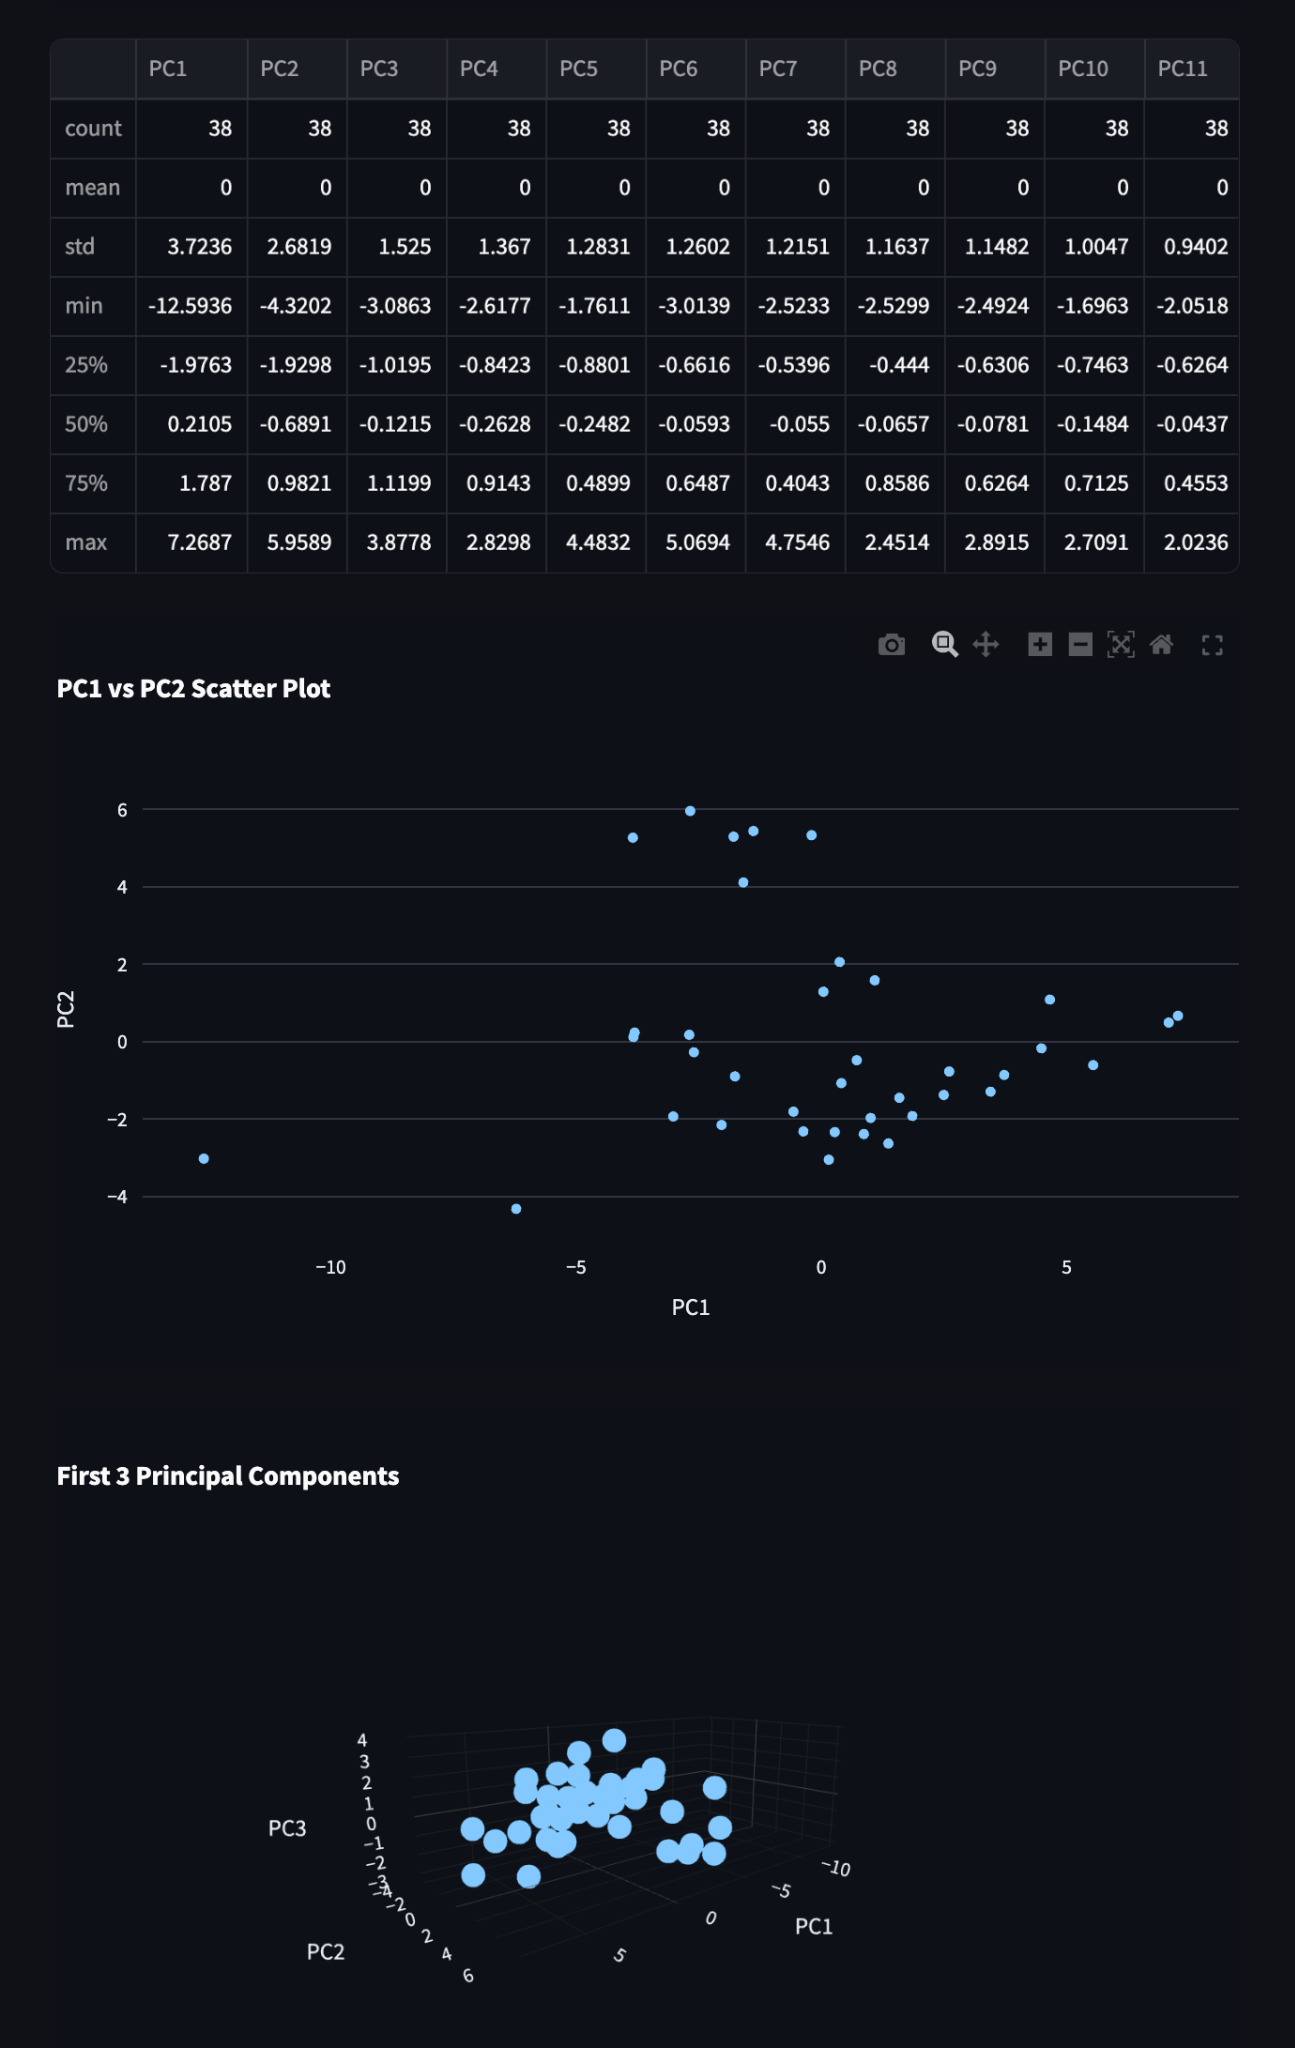 PC1 PC2 PC3 PC4 PC5 PC6 PC7 PC8 PC9 PC10 PC11
count 38 38 38 38 38 38 38 38 38 38 38
mean 0 0 0 0 0 0 0 0 0 0 0
std 3.7236 2.6819 1.525 1.367 1.2831 1.2602 1.2151 1.1637 1.1482 1.0047 0.9402
min -12.5936 -4.3202 -3.0863 -2.6177 -1.7611 -3.0139 -2.5233 -2.5299 -2.4924 -1.6963 -2.0518
25% -1.9763 -1.9298 -1.0195 -0.8423 -0.8801 -0.6616 -0.5396 -0.444 -0.6306 -0.7463 -0.6264
50% 0.2105 -0.6891 -0.1215 -0.2628 -0.2482 -0.0593 -0.055 -0.0657 -0.0781 -0.1484 -0.0437
75% 1.787 0.9821 1.1199 0.9143 0.4899 0.6487 0.4043 0.8586 0.6264 0.7125 0.4553
max 7.2687 5.9589 3.8778 2.8298 4.4832 5.0694 4.7546 2.4514 2.8915 2.7091 2.0236
PC1 vs PC2 Scatter Plot
6
4
2
PC2
0
−2
−4
−10 −5 0 5
PC1
First 3 Principal Components
4
3
2
1
0
−1
−2
−3
PC3
−4
−2
0
2
4
6
PC2
−10
−5
0
5
PC1